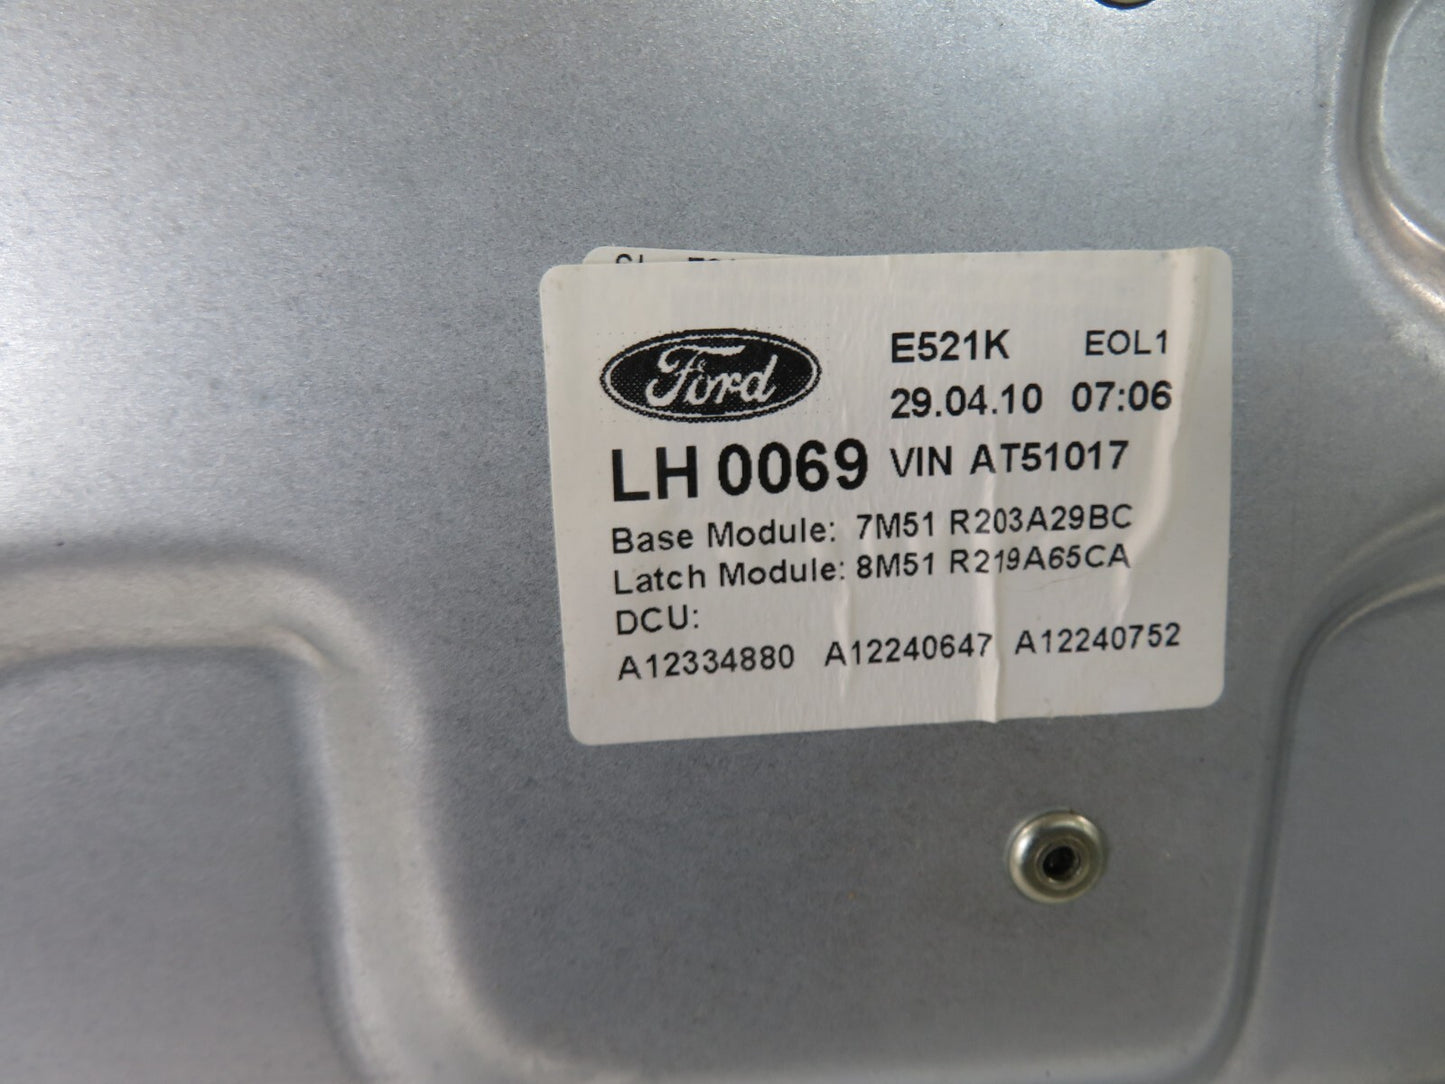 Ford
E521K EOL1
29.04.10 07:06
LH 0069 VIN AT51017
Base Module: 7M51 R203A29BC
Latch Module: 8M51 R219A65CA
DCU:
A12334880 A12240647 A12240752